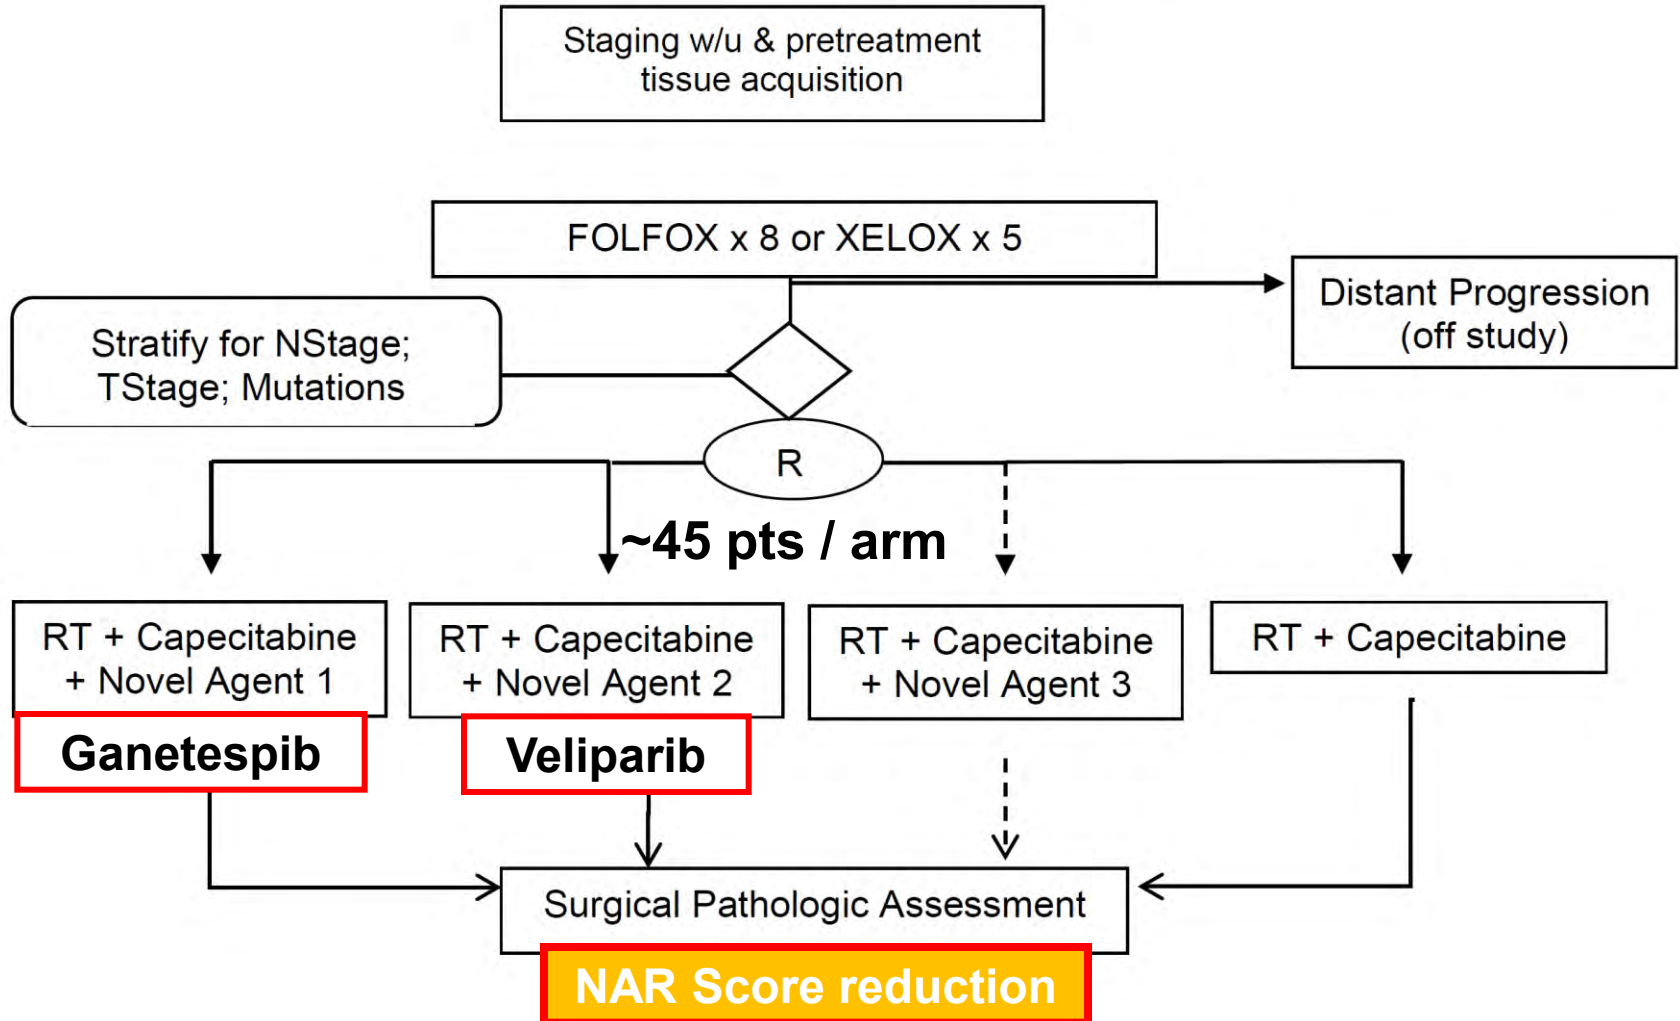 Staging w/u & pretreatment
tissue acquisition
FOLFOX x 8 or XELOX x 5
Distant Progression
(off study)
Stratify for NStage;
TStage; Mutations
R
~45 pts / arm
RT + Capecitabine
+ Novel Agent 1
Ganetespib
RT + Capecitabine
+ Novel Agent 2
Veliparib
RT + Capecitabine
+ Novel Agent 3
RT + Capecitabine
Surgical Pathologic Assessment
NAR Score reduction